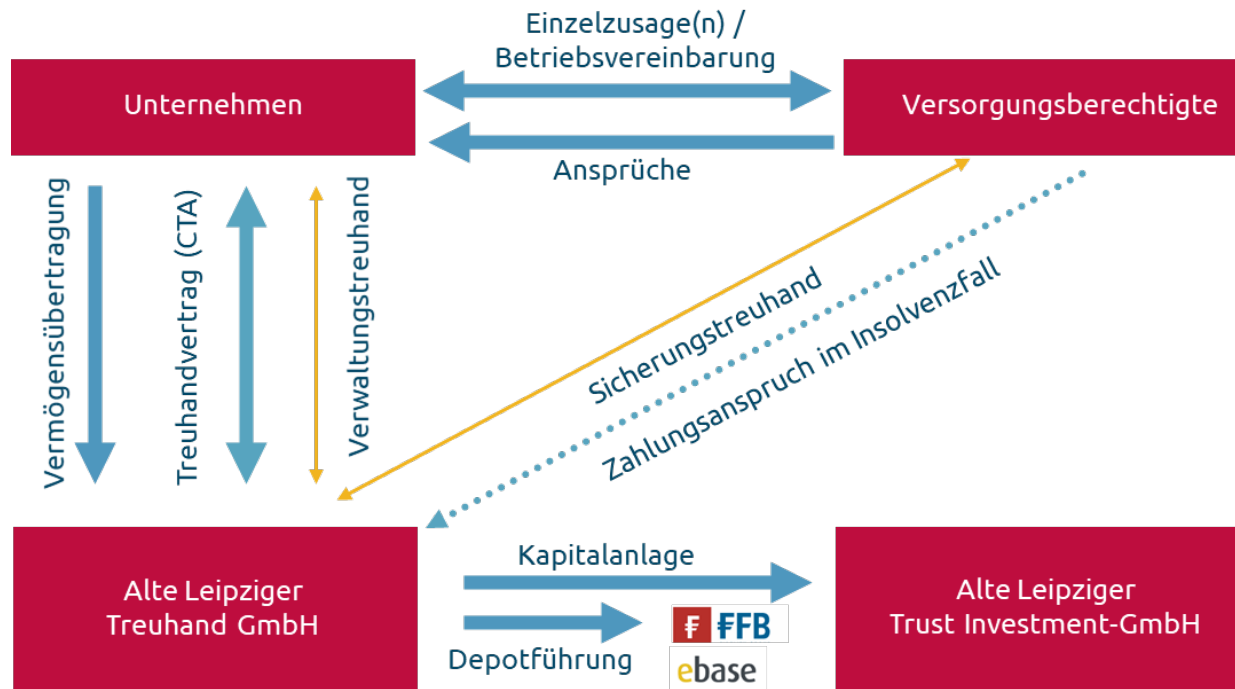 Einzelzusage(n) /
Betriebsvereinbarung
Unternehmen
Versorgungsberechtigte
Ansprüche
Vermögensübertragung
Treuhandvertrag (CTA)
Verwaltungstreuhand
Sicherungstreuhand
Zahlungsanspruch im Insolvenzfall
Alte Leipziger
Treuhand GmbH
Kapitalanlage
FFB
Depotführung
ebase
Alte Leipziger
Trust Investment-GmbH